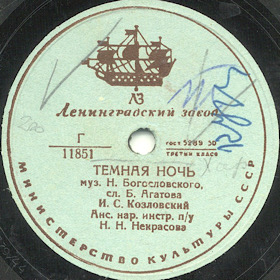 ЛЗ
Ленинградский завод
Г
11851
ГОСТ 5289-50
ТРЕТИЙ КЛАСС
ТЕМНАЯ НОЧЬ
муз. Н. Богословского,
сл. Б. Агатова
И. С. Козловский
Анс. нар. инстр. п/у
Н. Н. Некрасова
МИНИСТЕРСТВО КУЛЬТУРЫ СССР